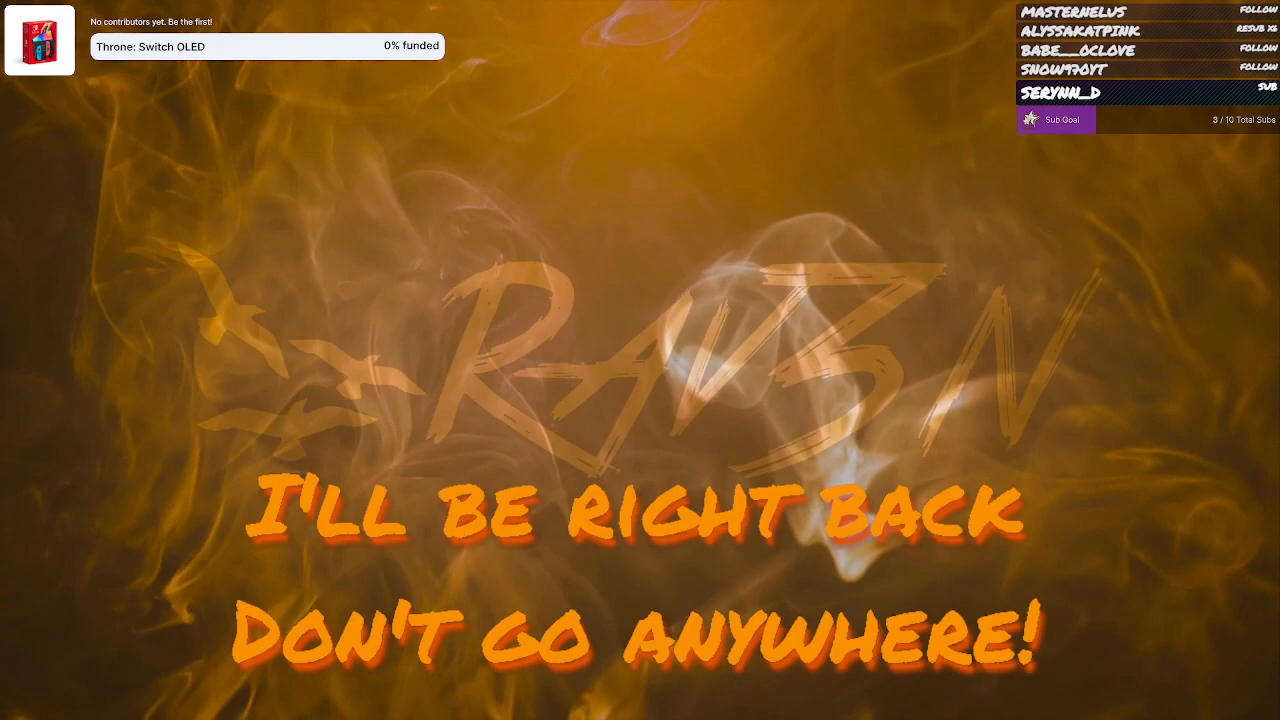 No contributors yet. Be the first!
Throne: Switch OLED 0% funded
MASTERNELUS FOLLOW
ALYSSAKATPINK RESUB X6
BABE__OCLOVE FOLLOW
SNOW970YT FOLLOW
SERYNN_D SUB
Sub Goal 3 / 10 Total Subs
RAV3N
I'LL BE RIGHT BACK
DON'T GO ANYWHERE!